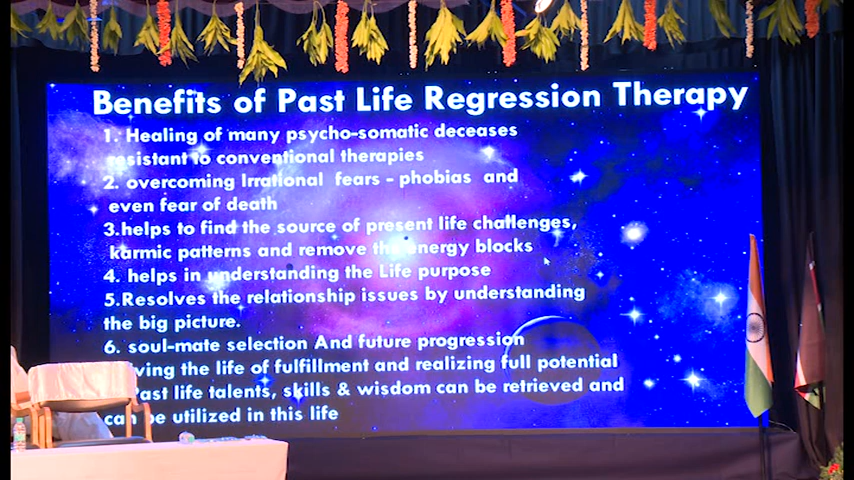 Benefits of Past Life Regression Therapy
1. Healing of many psycho-somatic deceases
resistant to conventional therapies
2. overcoming Irrational fears - phobias and
even fear of death
3.helps to find the source of present life challenges,
karmic patterns and remove the energy blocks
4. helps in understanding the Life purpose
5.Resolves the relationship issues by understanding
the big picture.
6. soul-mate selection And future progression
living the life of fulfillment and realizing full potential
past life talents, skills & wisdom can be retrieved and
can be utilized in this life